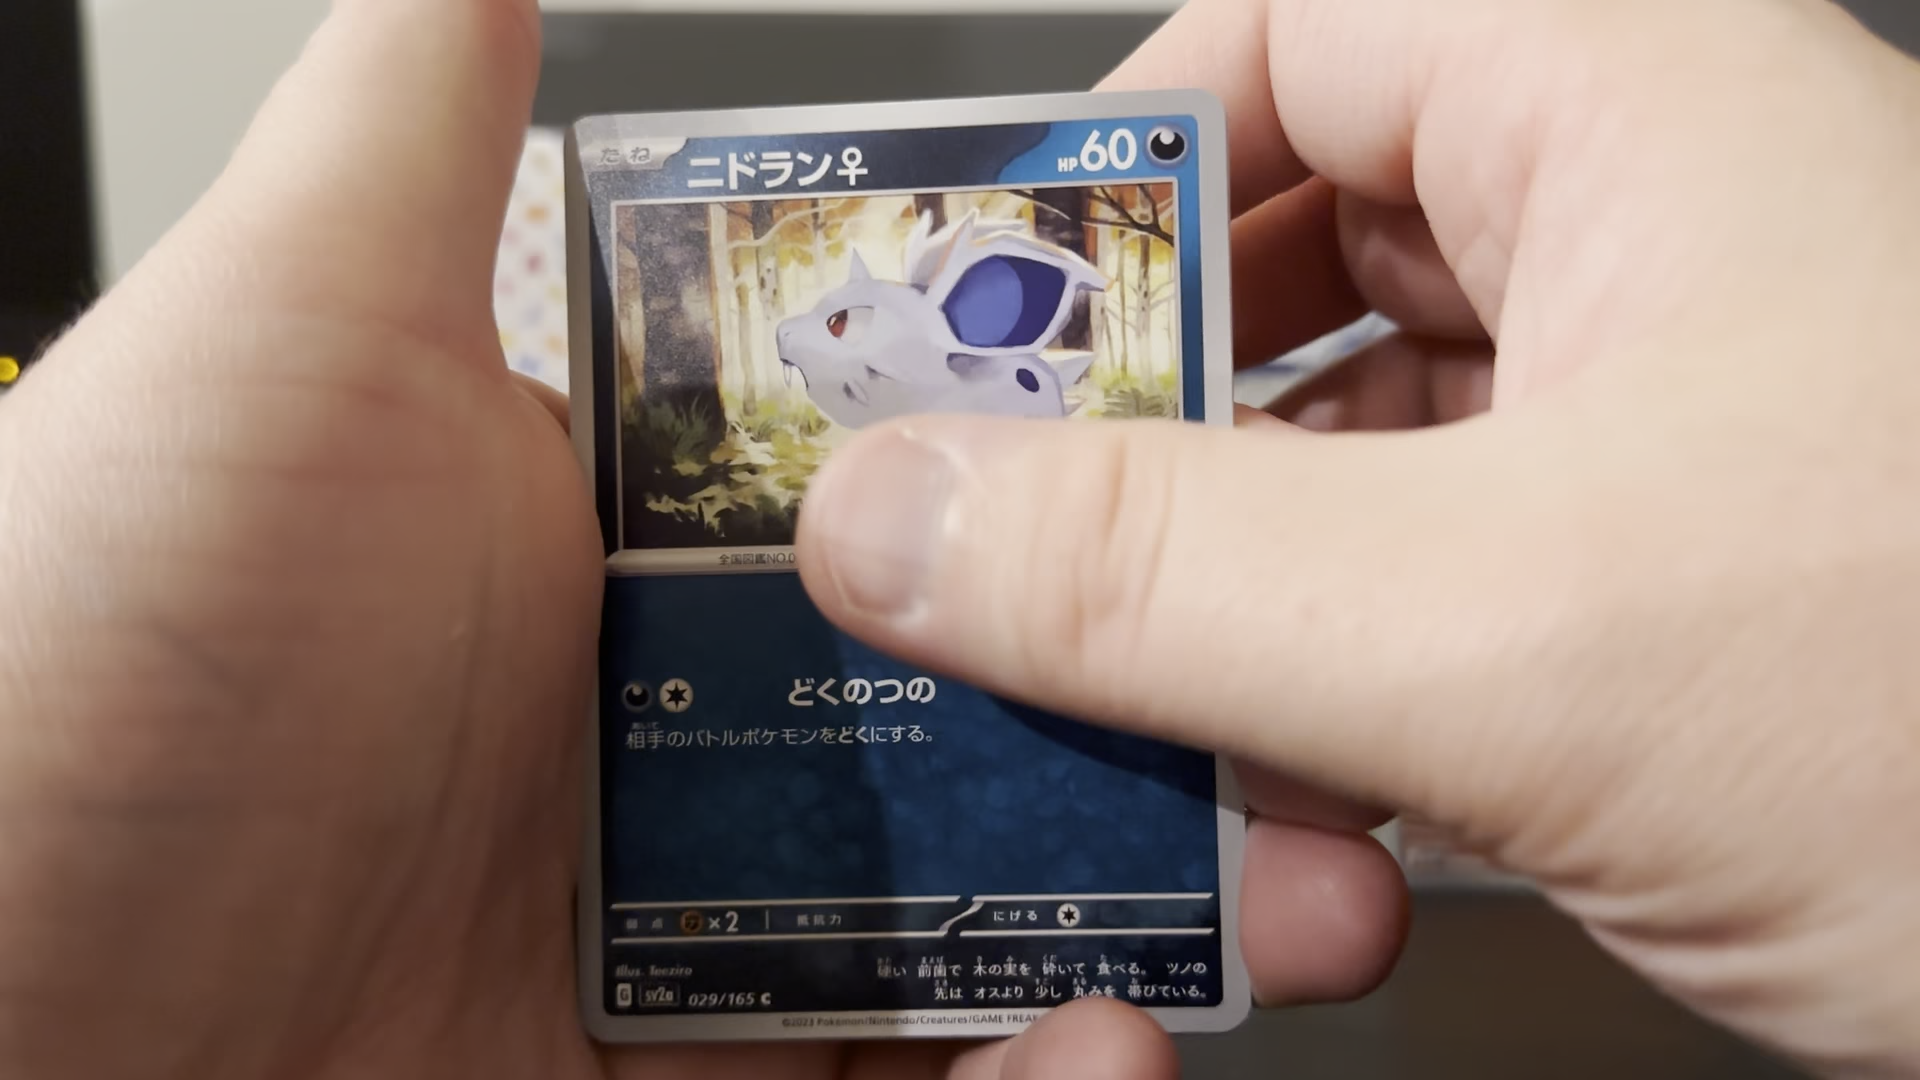 たね ニドラン♀ HP60
全国図鑑NO.0
どくのつの
相手のバトルポケモンをどくにする。
弱点 ×2 抵抗力 にげる
Illus. Teeziro
硬い 前歯で 木の実を 砕いて 食べる。 ツノの
先は オスより 少し 丸みを 帯びている。
G sv2a 029/165 C
©2023 Pokémon/Nintendo/Creatures/GAME FREAK